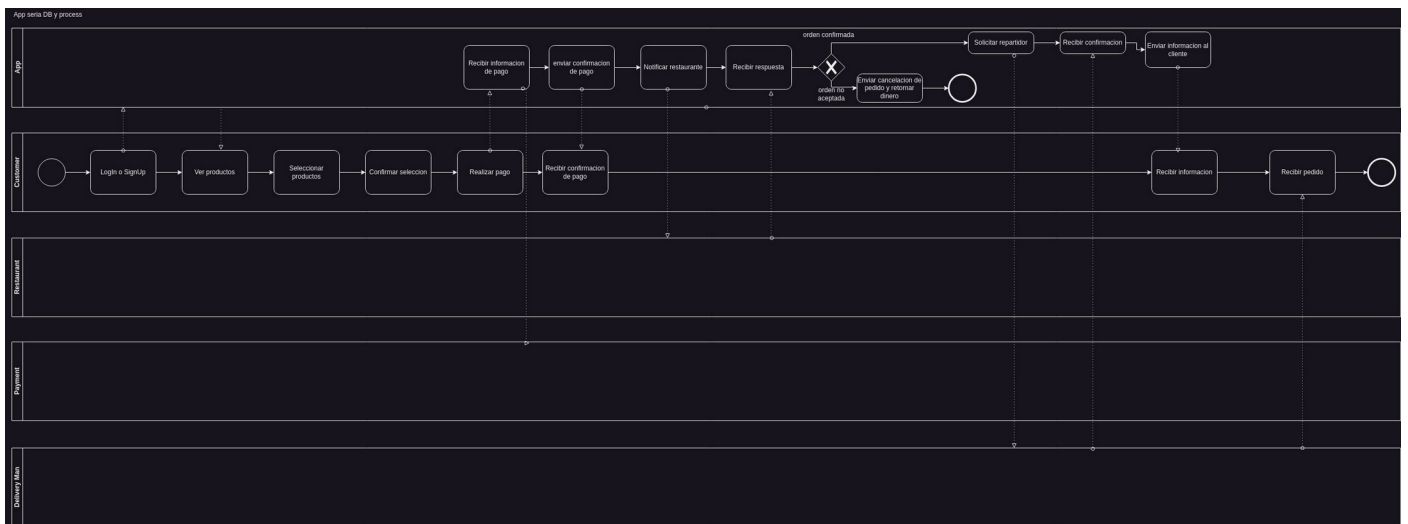 App seria DB y process
App
Recibir informacion
de pago
enviar confirmacion
de pago
Notificar restaurante
Recibir respuesta
orden confirmada
orden no
aceptada
Enviar cancelacion de
pedido y retornar
dinero
Solicitar repartidor
Recibir confirmacion
Enviar informacion al
cliente
Customer
LogIn o SignUp
Ver productos
Seleccionar
productos
Confirmar seleccion
Realizar pago
Recibir confirmacion
de pago
Recibir informacion
Recibir pedido
Restaurant
Payment
Delivery Man